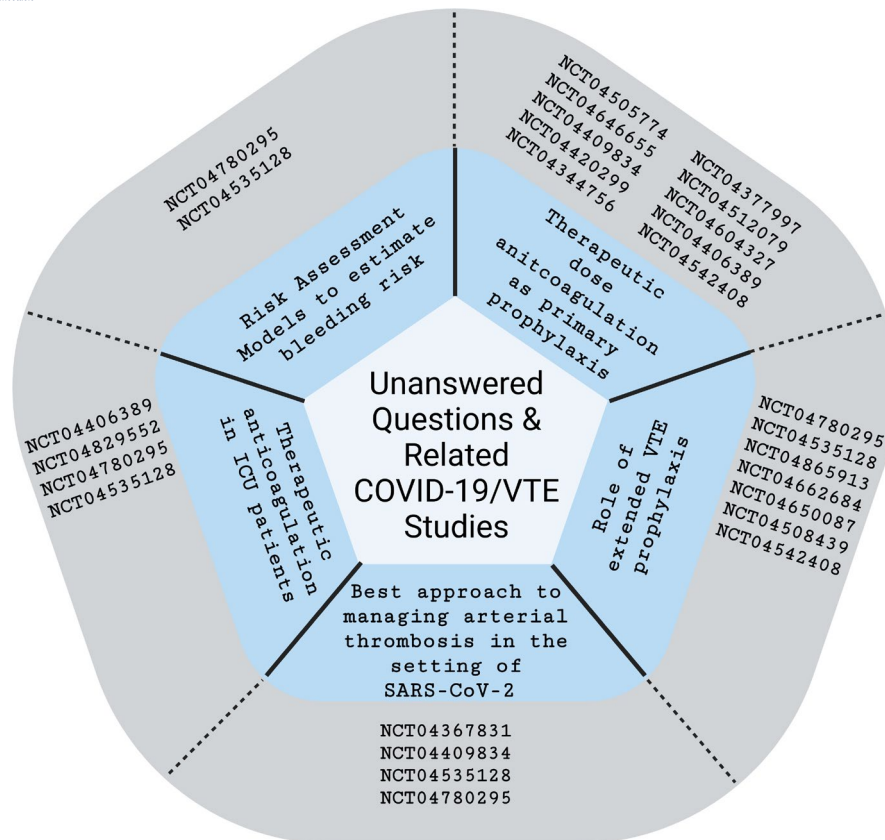 Unanswered
Questions &
Related
COVID-19/VTE
Studies
Risk Assessment
Models to estimate
bleeding risk
NCT04780295
NCT04535128
Therapeutic
dose
anitcoagulation
as primary
prophylaxis
NCT04505774
NCT04646655
NCT04409834
NCT04420299
NCT04344756
NCT04377997
NCT04512079
NCT04604327
NCT04406389
NCT04542408
Role of
extended VTE
prophylaxis
NCT04780295
NCT04535128
NCT04865913
NCT04662684
NCT04650087
NCT04508439
NCT04542408
Best approach to
managing arterial
thrombosis in the
setting of
SARS-CoV-2
NCT04367831
NCT04409834
NCT04535128
NCT04780295
Therapeutic
anticoagulation
in ICU patients
NCT04406389
NCT04829552
NCT04780295
NCT04535128